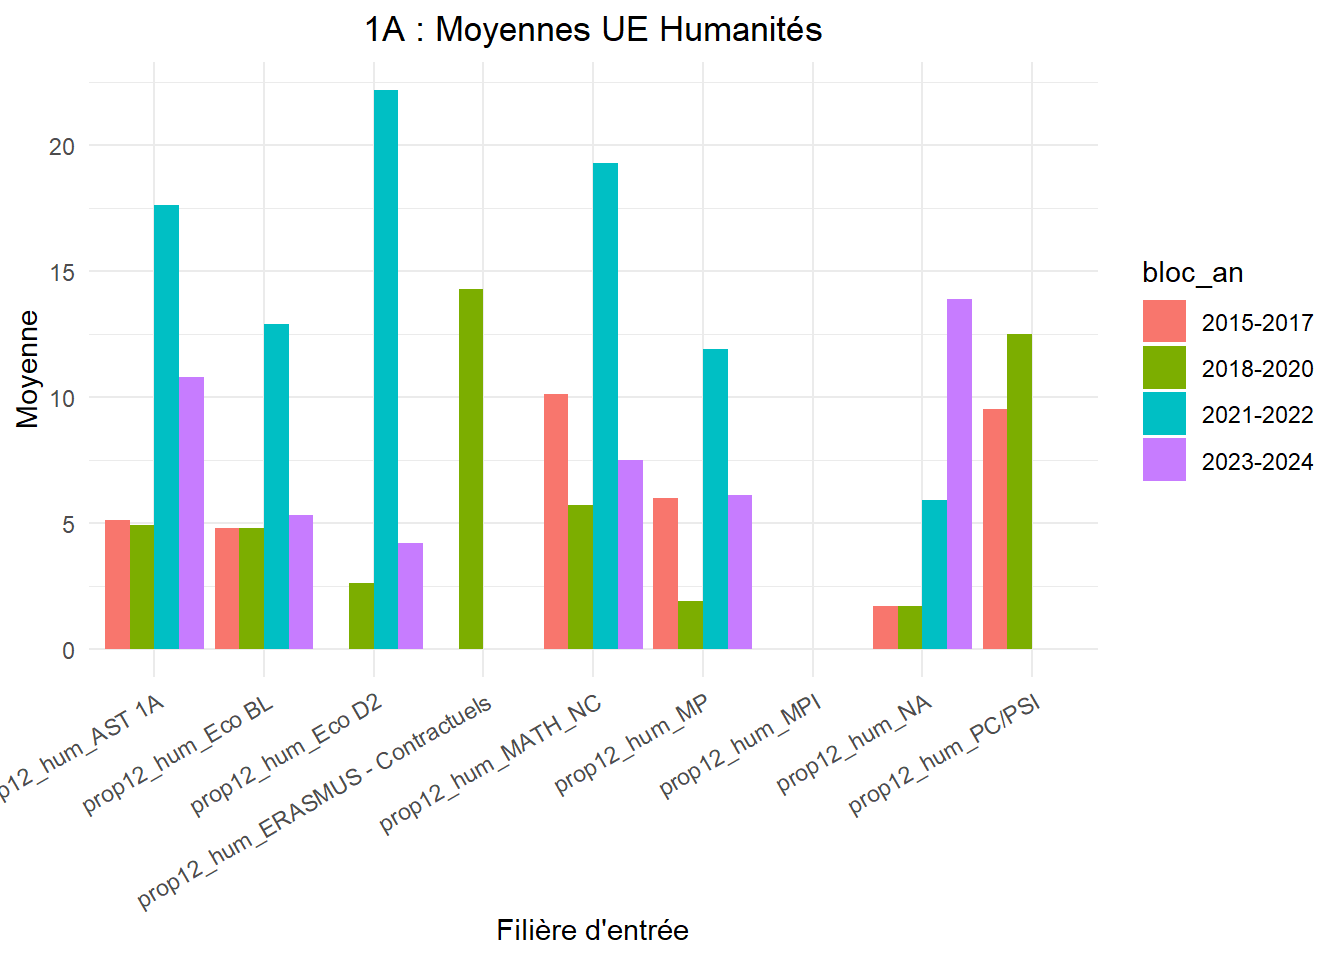 1A : Moyennes UE Humanités
Moyenne
20
15
10
5
0
p12_hum_AST 1A
prop12_hum_Eco BL
prop12_hum_Eco D2
prop12_hum_ERASMUS - Contractuels
prop12_hum_MATH_NC
prop12_hum_MP
prop12_hum_MPI
prop12_hum_NA
prop12_hum_PC/PSI
Filière d'entrée
bloc_an
2015-2017
2018-2020
2021-2022
2023-2024